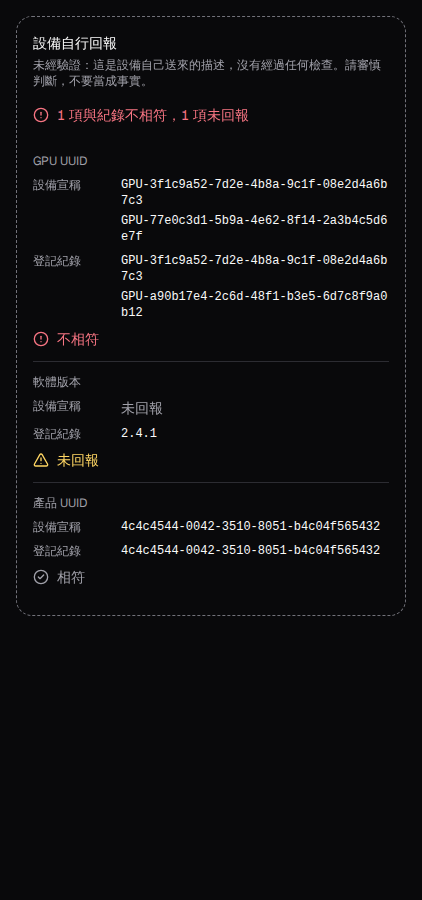 設備自行回報
未經驗證：這是設備自己送來的描述，沒有經過任何檢查。請審慎
判斷，不要當成事實。
1 項與紀錄不相符，1 項未回報
GPU UUID
設備宣稱
GPU-3f1c9a52-7d2e-4b8a-9c1f-08e2d4a6b
7c3
GPU-77e0c3d1-5b9a-4e62-8f14-2a3b4c5d6
e7f
登記紀錄
GPU-3f1c9a52-7d2e-4b8a-9c1f-08e2d4a6b
7c3
GPU-a90b17e4-2c6d-48f1-b3e5-6d7c8f9a0
b12
不相符
軟體版本
設備宣稱 未回報
登記紀錄 2.4.1
未回報
產品 UUID
設備宣稱 4c4c4544-0042-3510-8051-b4c04f565432
登記紀錄 4c4c4544-0042-3510-8051-b4c04f565432
相符